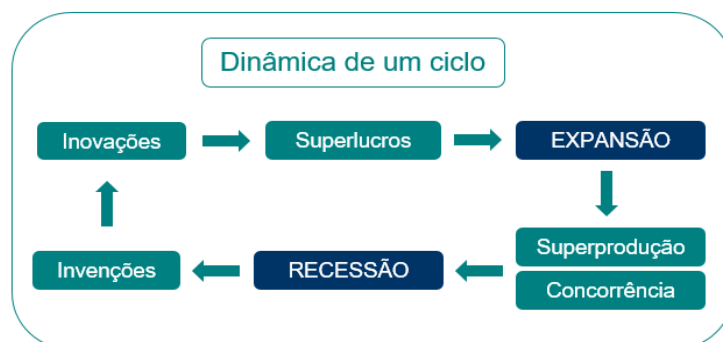 Dinâmica de um ciclo
Inovações
Superlucros
EXPANSÃO
Superprodução
Concorrência
RECESSÃO
Invenções